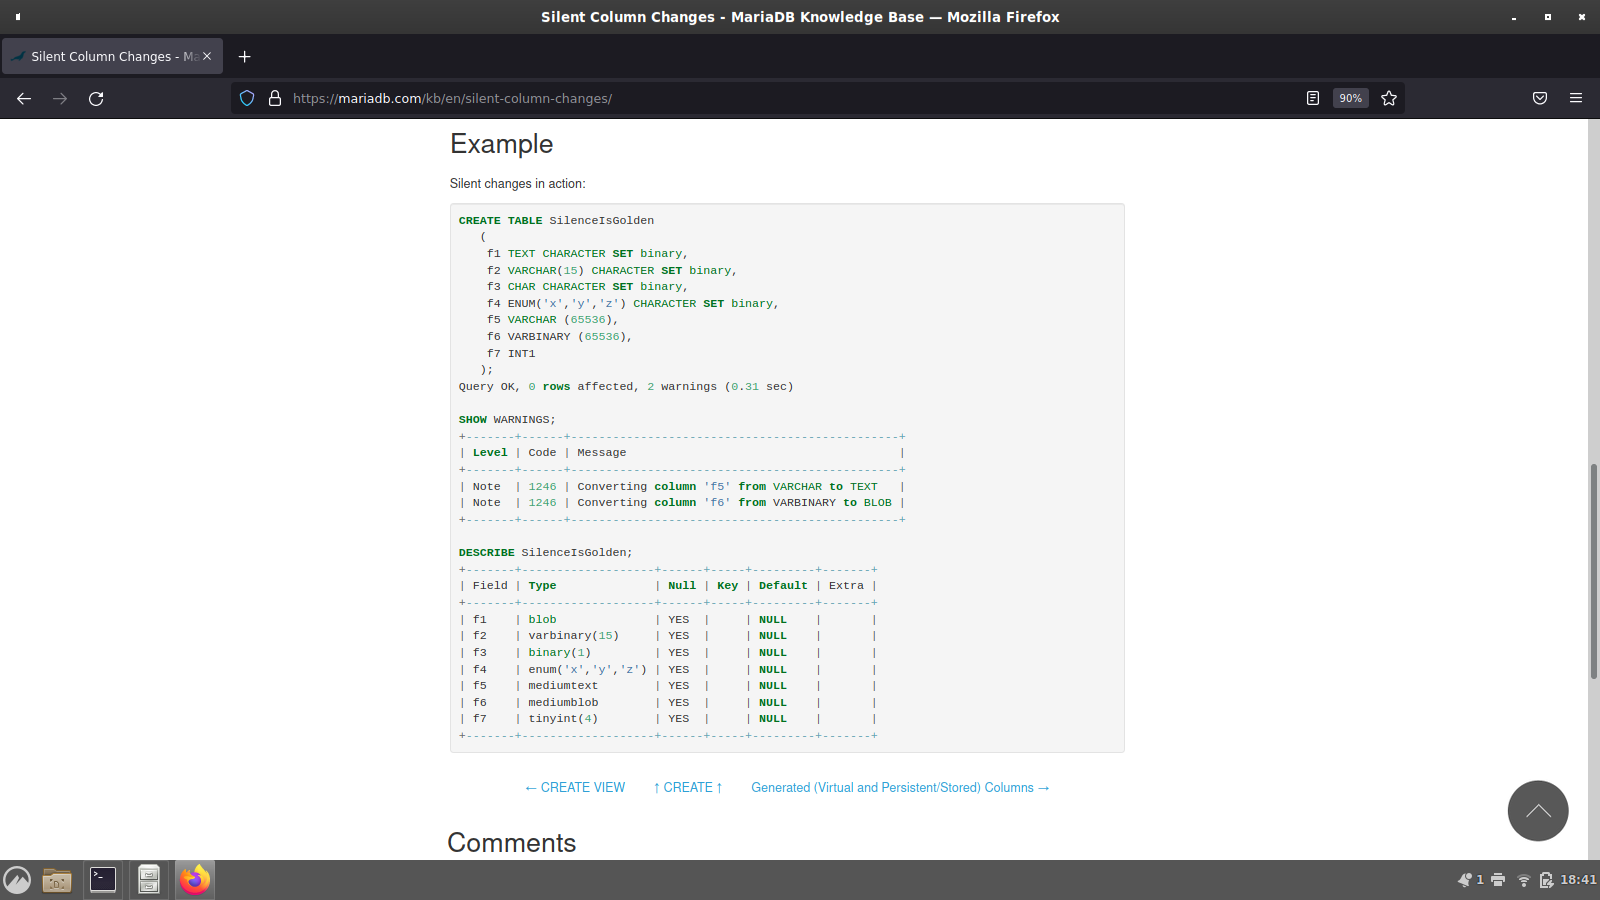 Silent Column Changes - MariaDB Knowledge Base — Mozilla Firefox
Silent Column Changes - Ma
https://mariadb.com/kb/en/silent-column-changes/
90%
Example
Silent changes in action:
CREATE TABLE SilenceIsGolden
   (
    f1 TEXT CHARACTER SET binary,
    f2 VARCHAR(15) CHARACTER SET binary,
    f3 CHAR CHARACTER SET binary,
    f4 ENUM('x','y','z') CHARACTER SET binary,
    f5 VARCHAR (65536),
    f6 VARBINARY (65536),
    f7 INT1
   );
Query OK, 0 rows affected, 2 warnings (0.31 sec)
SHOW WARNINGS;
+-------+------+-----------------------------------------------+
| Level | Code | Message                                       |
+-------+------+-----------------------------------------------+
| Note  | 1246 | Converting column 'f5' from VARCHAR to TEXT   |
| Note  | 1246 | Converting column 'f6' from VARBINARY to BLOB |
+-------+------+-----------------------------------------------+
DESCRIBE SilenceIsGolden;
+-------+-------------------+------+-----+---------+-------+
| Field | Type              | Null | Key | Default | Extra |
+-------+-------------------+------+-----+---------+-------+
| f1    | blob              | YES  |     | NULL    |       |
| f2    | varbinary(15)     | YES  |     | NULL    |       |
| f3    | binary(1)         | YES  |     | NULL    |       |
| f4    | enum('x','y','z') | YES  |     | NULL    |       |
| f5    | mediumtext        | YES  |     | NULL    |       |
| f6    | mediumblob        | YES  |     | NULL    |       |
| f7    | tinyint(4)        | YES  |     | NULL    |       |
+-------+-------------------+------+-----+---------+-------+
← CREATE VIEW ↑ CREATE ↑ Generated (Virtual and Persistent/Stored) Columns →
Comments
1 18:41